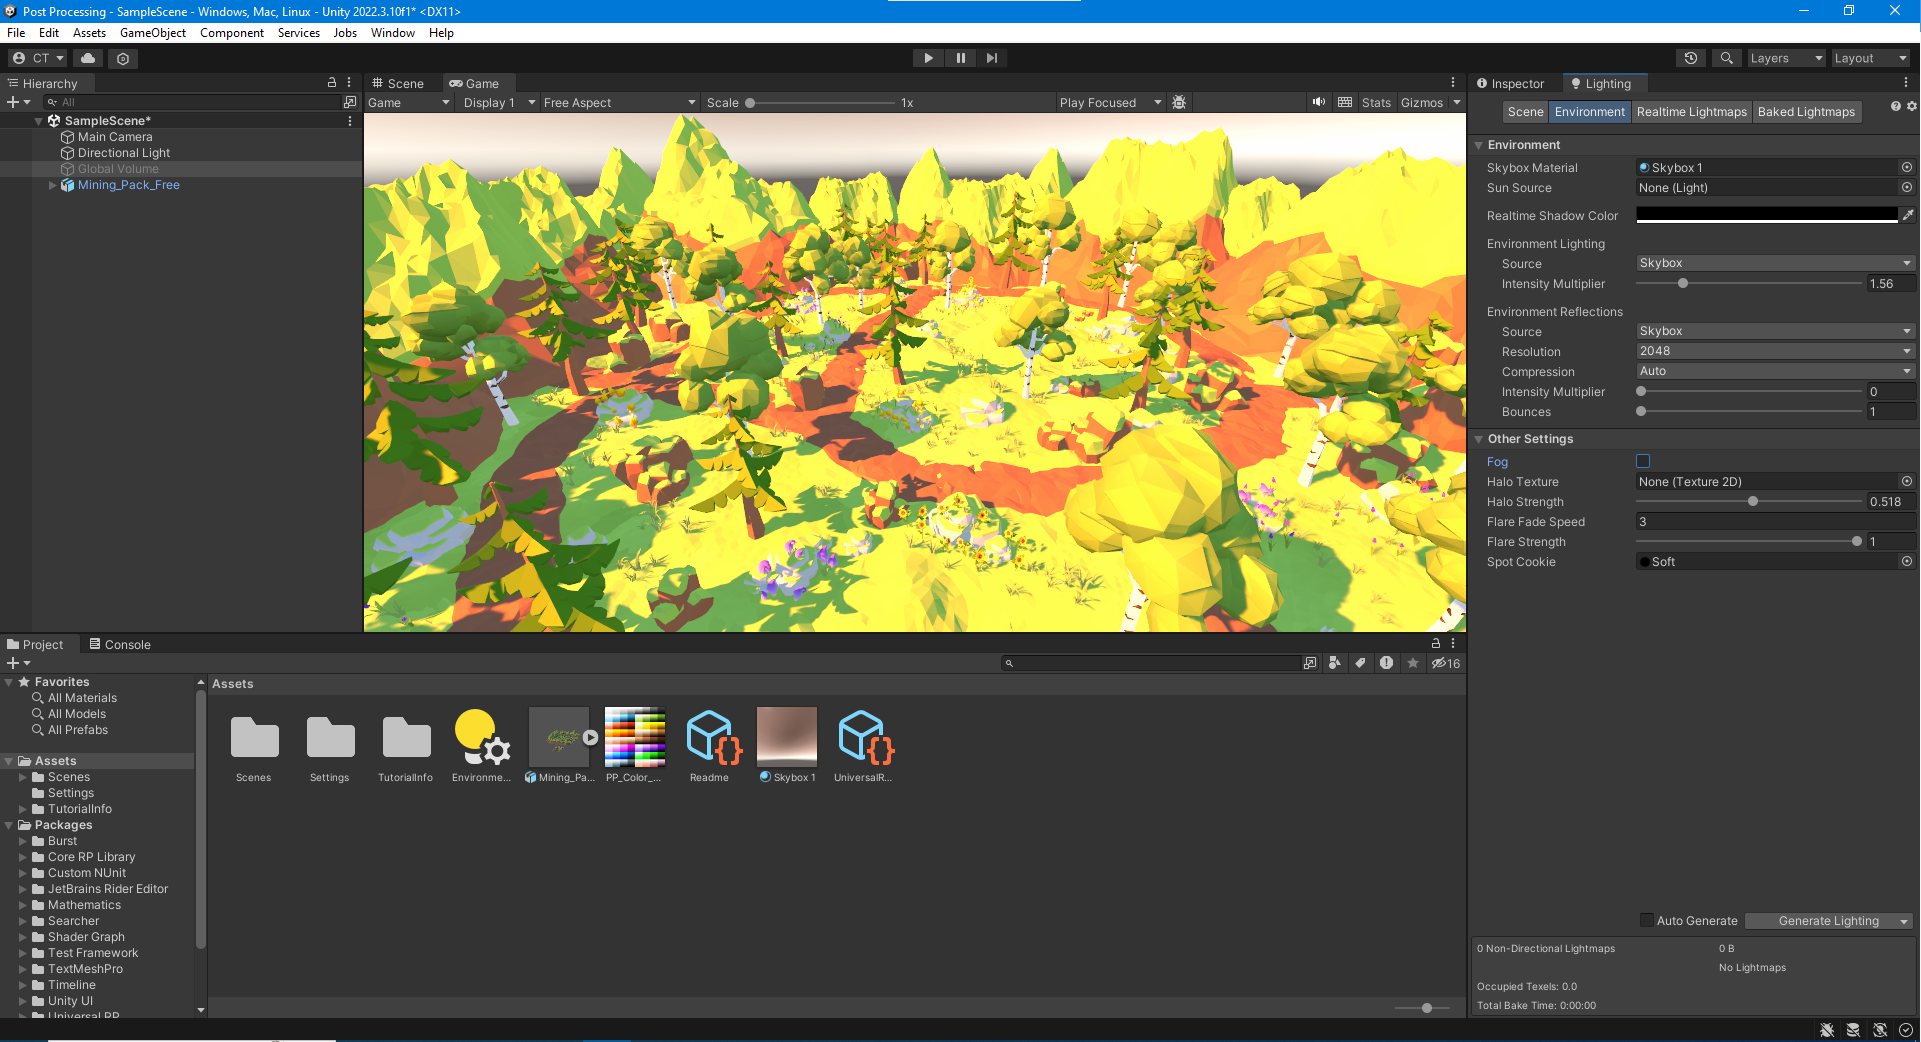 Post Processing - SampleScene - Windows, Mac, Linux - Unity 2022.3.10f1* <DX11>
File Edit Assets GameObject Component Services Jobs Window Help
CT
Layers Layout
Hierarchy
All
SampleScene*
Main Camera
Directional Light
Global Volume
Mining_Pack_Free
Scene Game
Game Display 1 Free Aspect Scale 1x Play Focused Stats Gizmos
Inspector Lighting
Scene Environment Realtime Lightmaps Baked Lightmaps
Environment
Skybox Material Skybox 1
Sun Source None (Light)
Realtime Shadow Color
Environment Lighting
Source Skybox
Intensity Multiplier 1.56
Environment Reflections
Source Skybox
Resolution 2048
Compression Auto
Intensity Multiplier 0
Bounces 1
Other Settings
Fog
Halo Texture None (Texture 2D)
Halo Strength 0.518
Flare Fade Speed 3
Flare Strength 1
Spot Cookie Soft
Auto Generate Generate Lighting
0 Non-Directional Lightmaps 0 B
No Lightmaps
Occupied Texels: 0.0
Total Bake Time: 0:00:00
Project Console
16
Favorites
All Materials
All Models
All Prefabs
Assets
Scenes
Settings
TutorialInfo
Packages
Burst
Core RP Library
Custom NUnit
JetBrains Rider Editor
Mathematics
Searcher
Shader Graph
Test Framework
TextMeshPro
Timeline
Unity UI
Universal RP
Assets
Scenes Settings TutorialInfo Environme... Mining_Pa... PP_Color_... Readme Skybox 1 UniversalR...